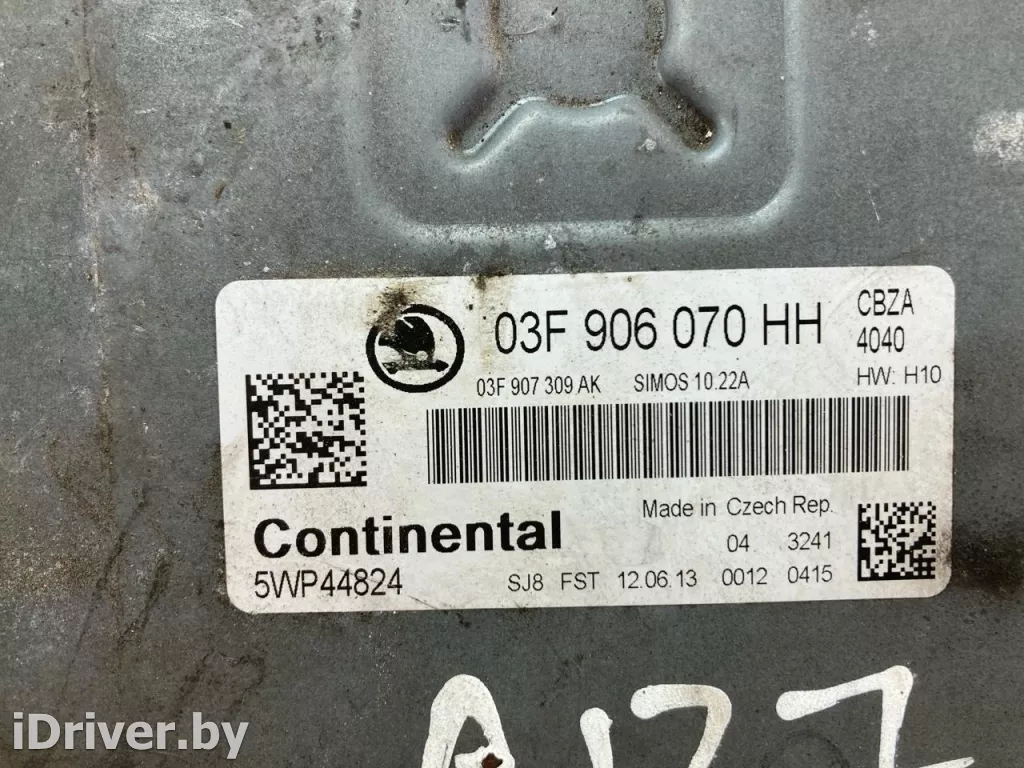 03F 906 070 HH
CBZA
4040
03F 907 309 AK SIMOS 10.22A
HW: H10
Made in Czech Rep.
Continental
04 3241
5WP44824
SJ8 FST 12.06.13 0012 0415
iDriver.by